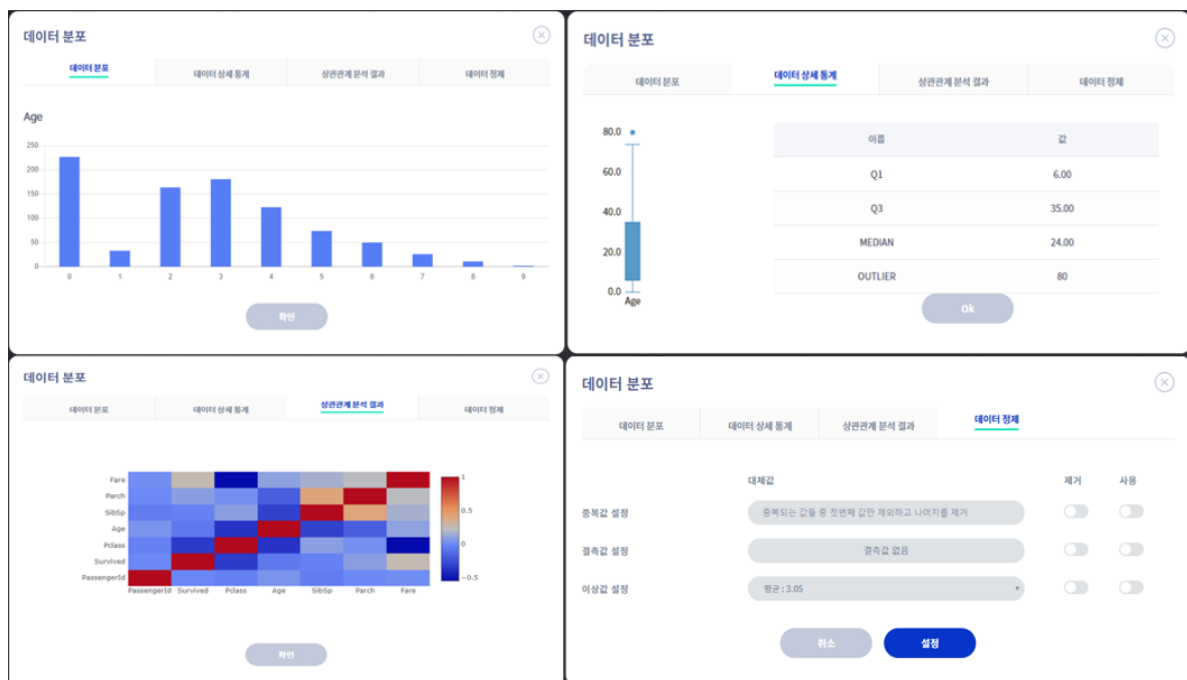 데이터 분포
데이터 분포 데이터 상세 통계 상관관계 분석 결과 데이터 정제
Age
250
200
150
100
50
0
0 1 2 3 4 5 6 7 8 9
확인
데이터 분포
데이터 분포 데이터 상세 통계 상관관계 분석 결과 데이터 정제
80.0
60.0
40.0
20.0
0.0
Age
이름 값
Q1 6.00
Q3 35.00
MEDIAN 24.00
OUTLIER 80
Ok
데이터 분포
데이터 분포 데이터 상세 통계 상관관계 분석 결과 데이터 정제
Fare
Parch
SibSp
Age
Pclass
Survived
PassengerId
PassengerId Survived Pclass Age SibSp Parch Fare
1
0.5
0
−0.5
확인
데이터 분포
데이터 분포 데이터 상세 통계 상관관계 분석 결과 데이터 정제
대체값 제거 사용
중복값 설정 중복되는 값들 중 첫번째 값만 제외하고 나머지를 제거
결측값 설정 결측값 없음
이상값 설정 평균 : 3.05
취소 설정